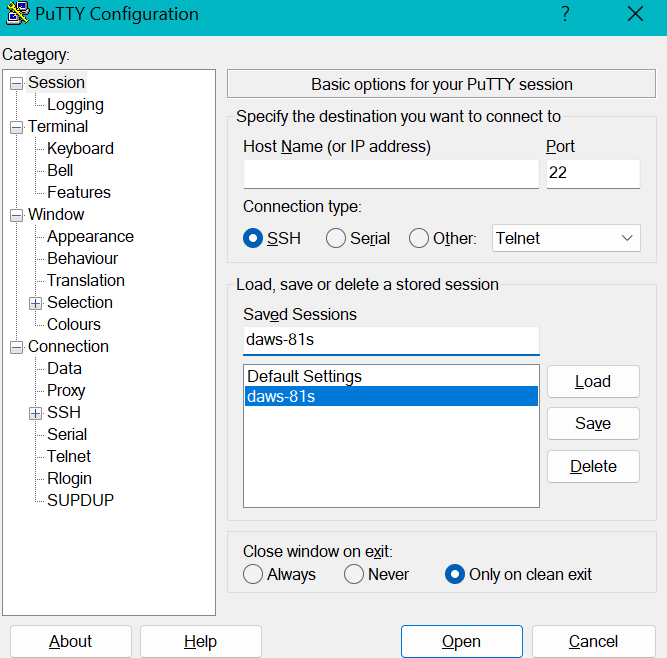 PuTTY Configuration
?
Category:
Session
Logging
Terminal
Keyboard
Bell
Features
Window
Appearance
Behaviour
Translation
Selection
Colours
Connection
Data
Proxy
SSH
Serial
Telnet
Rlogin
SUPDUP
Basic options for your PuTTY session
Specify the destination you want to connect to
Host Name (or IP address) Port
22
Connection type:
SSH Serial Other: Telnet
Load, save or delete a stored session
Saved Sessions
daws-81s
Default Settings
daws-81s
Load
Save
Delete
Close window on exit:
Always Never Only on clean exit
About Help Open Cancel